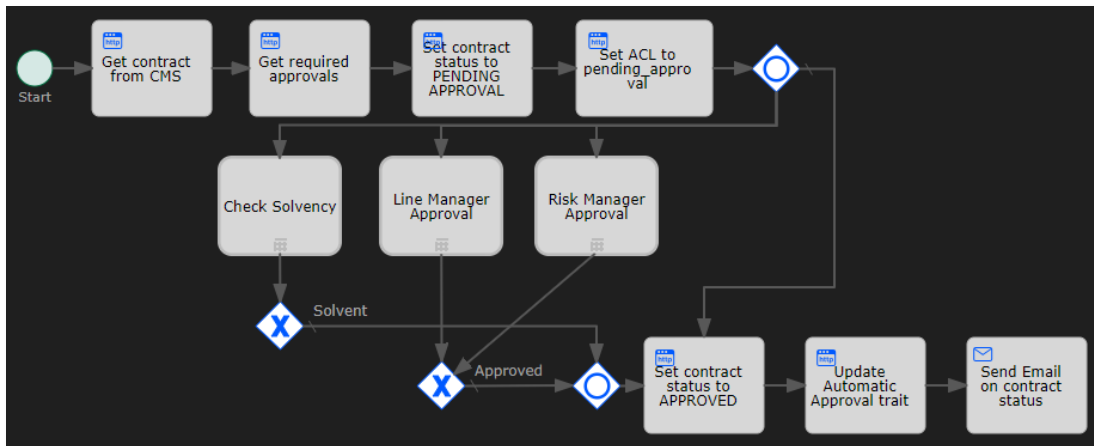 http
Get contract
from CMS
http
Get required
approvals
http
Set contract
status to
PENDING
APPROVAL
http
Set ACL to
pending_appro
val
Start
Check Solvency
Line Manager
Approval
Risk Manager
Approval
X
Solvent
X
Approved
http
Set contract
status to
APPROVED
http
Update
Automatic
Approval trait
Send Email
on contract
status